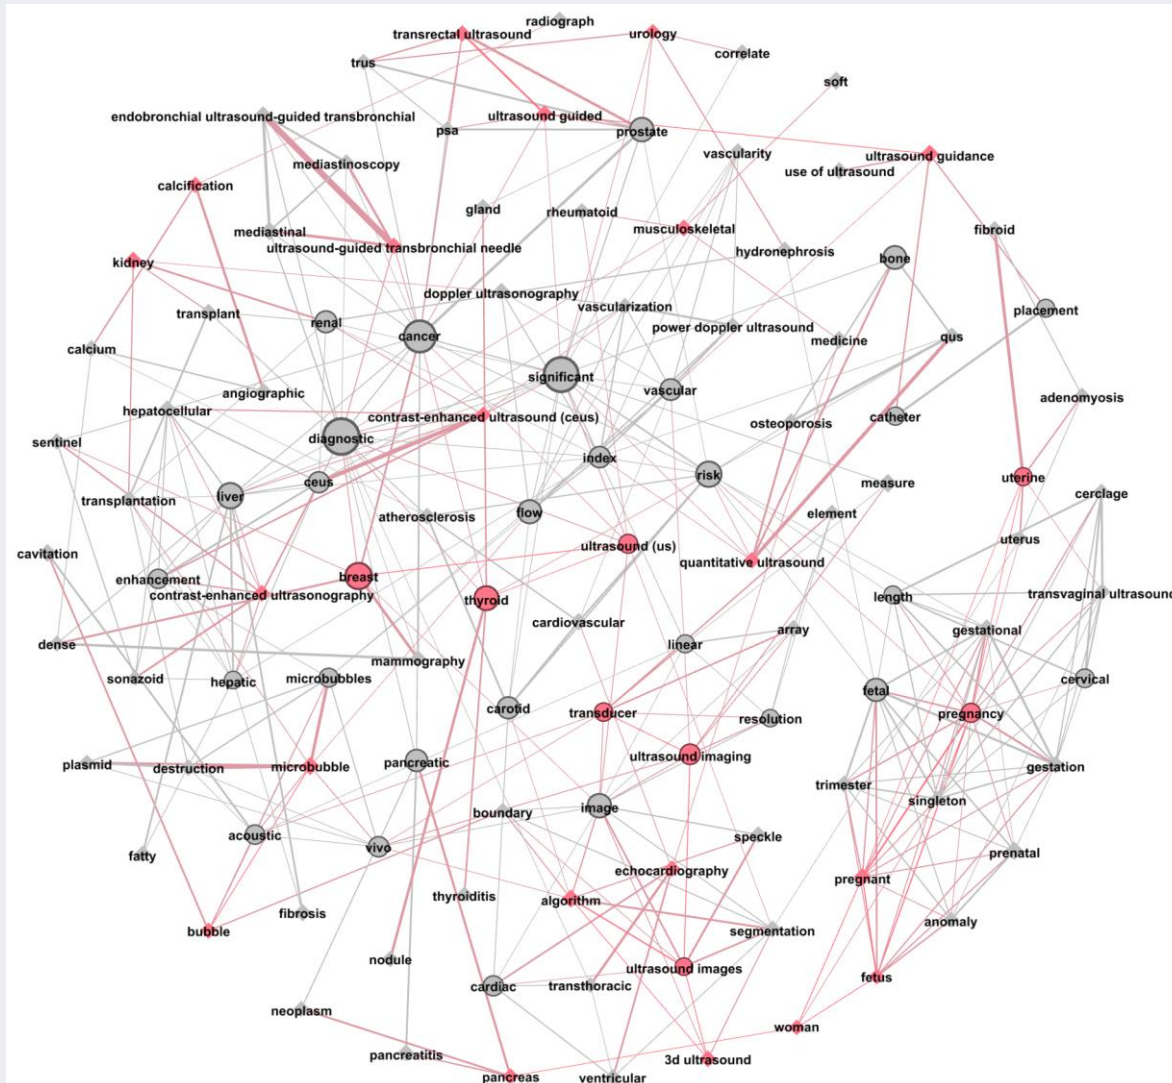 radiograph
transrectal ultrasound
urology
correlate
trus
soft
endobronchial ultrasound-guided transbronchial
ultrasound guided
psa
prostate
vascularity
ultrasound guidance
mediastinoscopy
use of ultrasound
calcification
gland
rheumatoid
mediastinal
musculoskeletal
fibroid
ultrasound-guided transbronchial needle
hydronephrosis
kidney
bone
doppler ultrasonography
transplant
vascularization
placement
renal
cancer
power doppler ultrasound
medicine
qus
calcium
significant
angiographic
vascular
adenomyosis
hepatocellular
contrast-enhanced ultrasound (ceus)
catheter
osteoporosis
sentinel
diagnostic
index
risk
uterine
ceus
measure
transplantation
liver
cerclage
atherosclerosis
flow
element
uterus
cavitation
ultrasound (us)
quantitative ultrasound
enhancement
breast
contrast-enhanced ultrasonography
thyroid
length
transvaginal ultrasound
cardiovascular
array
gestational
dense
linear
mammography
sonazoid
hepatic
microbubbles
cervical
fetal
carotid
transducer
resolution
pregnancy
plasmid
destruction
microbubble
pancreatic
ultrasound imaging
gestation
trimester
boundary
image
singleton
acoustic
speckle
vivo
fatty
prenatal
echocardiography
pregnant
thyroiditis
algorithm
fibrosis
anomaly
bubble
segmentation
nodule
ultrasound images
cardiac
transthoracic
fetus
neoplasm
woman
pancreatitis
3d ultrasound
pancreas
ventricular